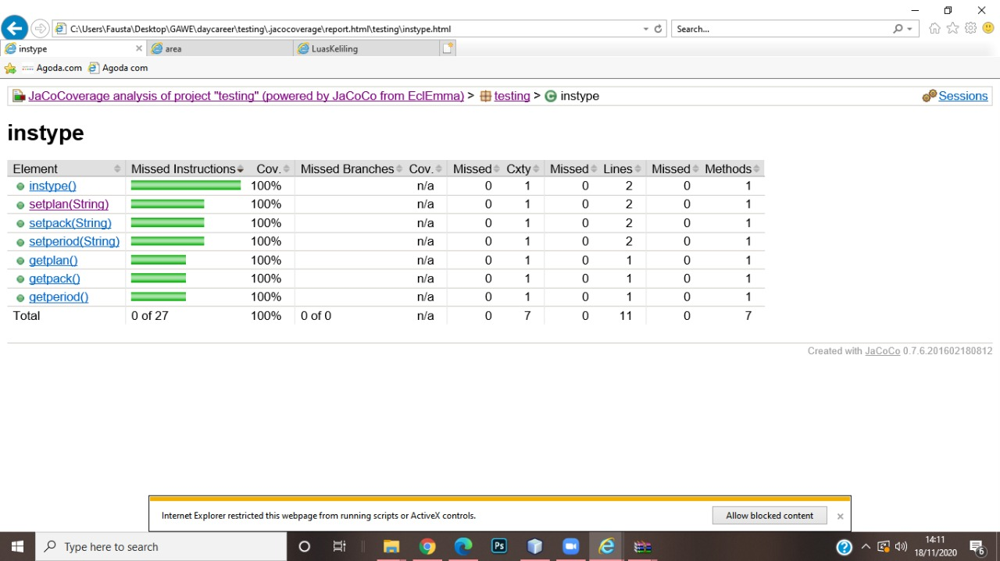 C:\Users\Fausta\Desktop\GAWE\daycareer\testing\.jacocoverage\report.html\testing\instype.html
Search...
instype
area
LuasKeliling
Agoda.com
Agoda com
JaCoCoverage analysis of project "testing" (powered by JaCoCo from EclEmma) > testing > instype
Sessions
instype
Element Missed Instructions Cov. Missed Branches Cov. Missed Cxty Missed Lines Missed Methods
instype() 100% n/a 0 1 0 2 0 1
setplan(String) 100% n/a 0 1 0 2 0 1
setpack(String) 100% n/a 0 1 0 2 0 1
setperiod(String) 100% n/a 0 1 0 2 0 1
getplan() 100% n/a 0 1 0 1 0 1
getpack() 100% n/a 0 1 0 1 0 1
getperiod() 100% n/a 0 1 0 1 0 1
Total 0 of 27 100% 0 of 0 n/a 0 7 0 11 0 7
Created with JaCoCo 0.7.6.201602180812
Internet Explorer restricted this webpage from running scripts or ActiveX controls.
Allow blocked content
Type here to search
Ps
14:11
18/11/2020
6